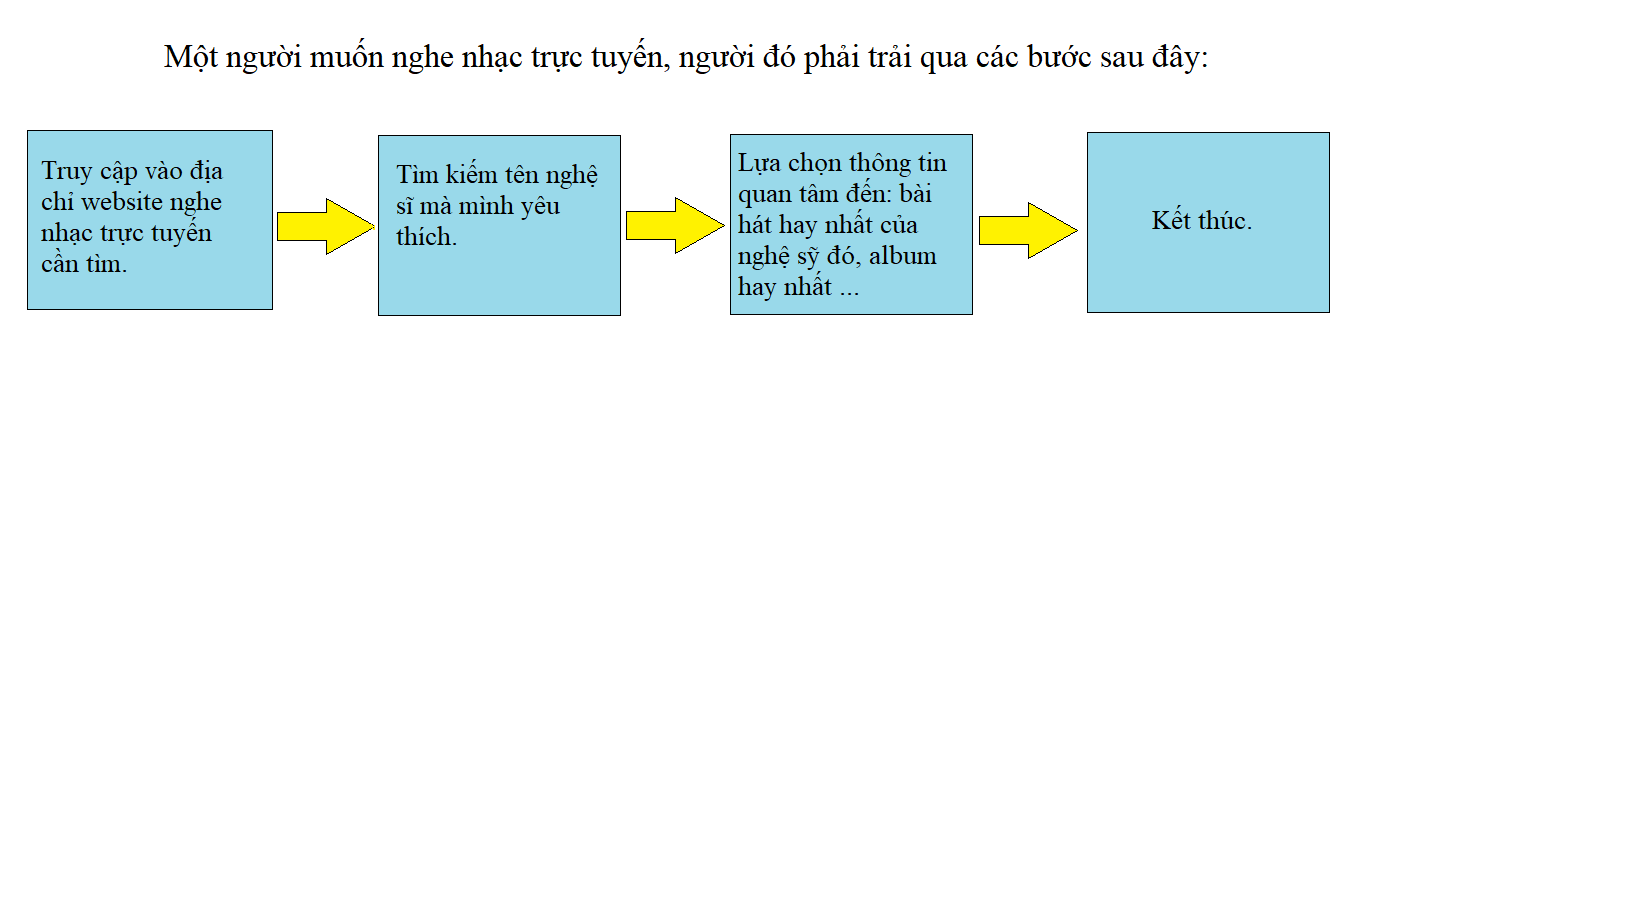 Một người muốn nghe nhạc trực tuyến, người đó phải trải qua các bước sau đây:
Truy cập vào địa
chỉ website nghe
nhạc trực tuyến
cần tìm.
Tìm kiếm tên nghệ
sĩ mà mình yêu
thích.
Lựa chọn thông tin
quan tâm đến: bài
hát hay nhất của
nghệ sỹ đó, album
hay nhất ...
Kết thúc.